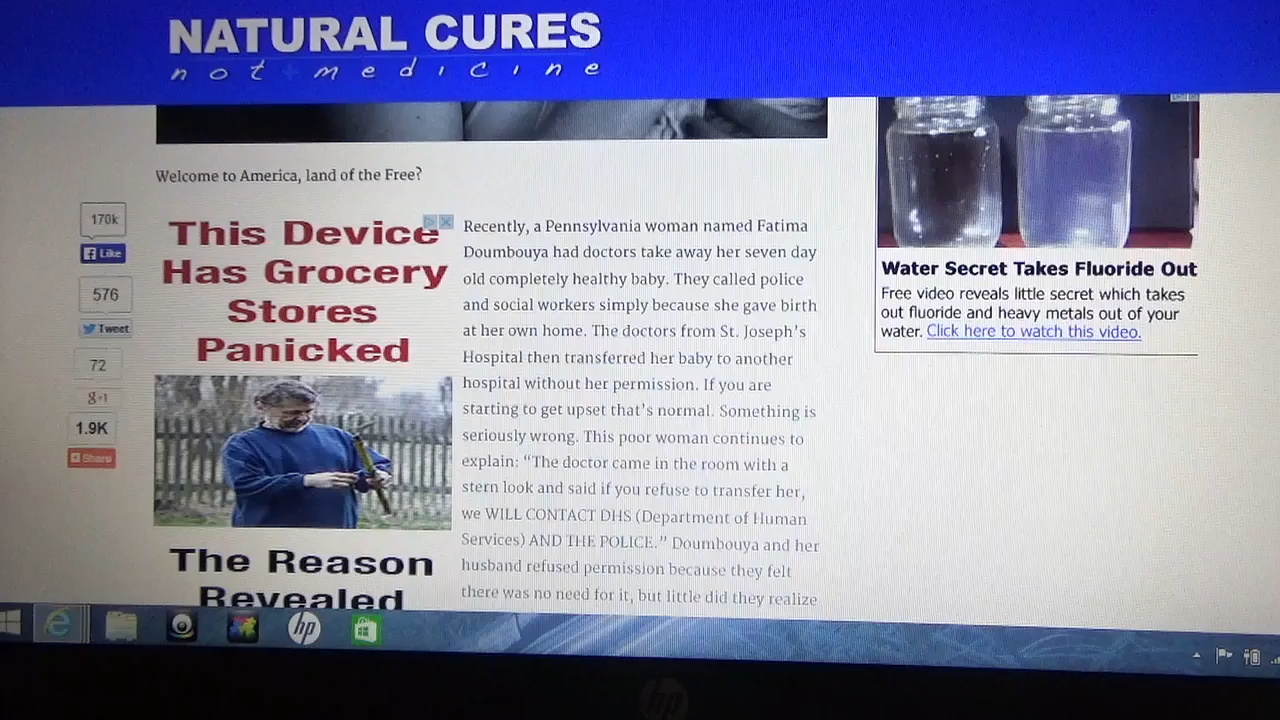 NATURAL CURES
not medicine
Welcome to America, land of the Free?
170k
Like
576
Tweet
72
g+1
1.9K
Share
This Device
Has Grocery
Stores
Panicked
The Reason
Revealed
Recently, a Pennsylvania woman named Fatima
Doumbouya had doctors take away her seven day
old completely healthy baby. They called police
and social workers simply because she gave birth
at her own home. The doctors from St. Joseph's
Hospital then transferred her baby to another
hospital without her permission. If you are
starting to get upset that's normal. Something is
seriously wrong. This poor woman continues to
explain: “The doctor came in the room with a
stern look and said if you refuse to transfer her,
we WILL CONTACT DHS (Department of Human
Services) AND THE POLICE.” Doumbouya and her
husband refused permission because they felt
there was no need for it, but little did they realize
Water Secret Takes Fluoride Out
Free video reveals little secret which takes
out fluoride and heavy metals out of your
water. Click here to watch this video.
hp
hp